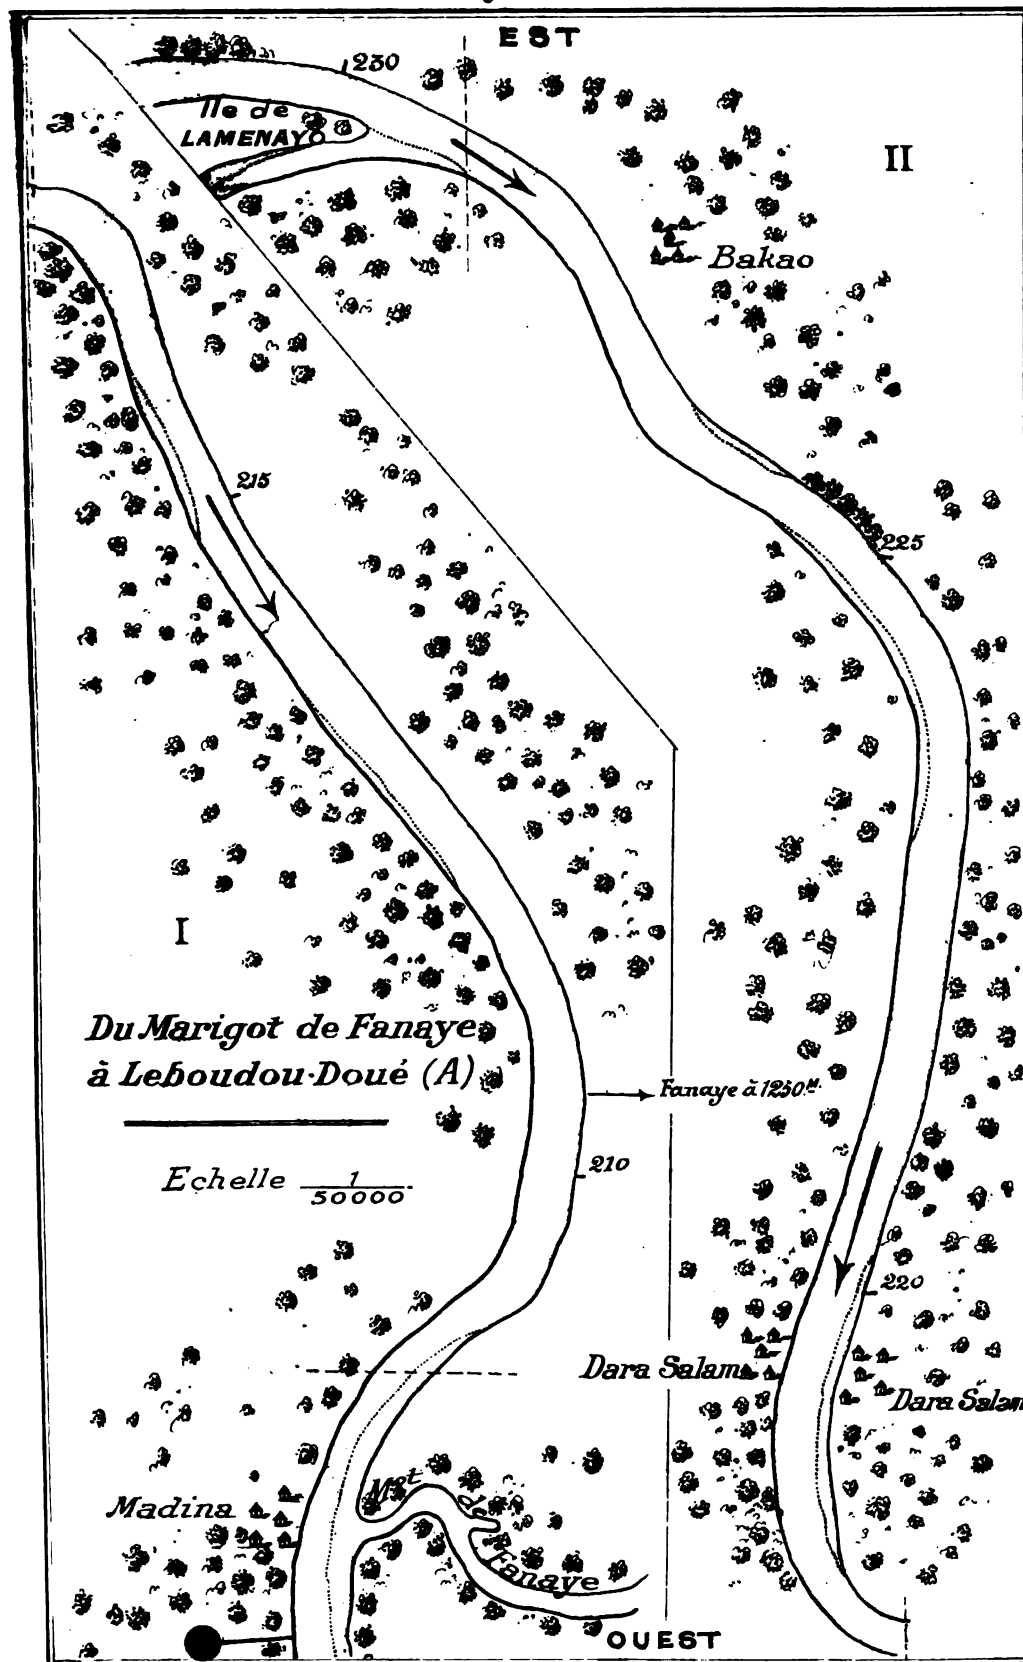 EST
230
Ile de
LAMENAYO
II
Bakao
215
225
I
Du Marigot de Fanaye
à Leboudou-Doué (A)
Fanaye à 1250.M
Echelle 1/50000
210
220
Dara Salam
Dara Salam
Madina
Mgt de Fanaye
OUEST